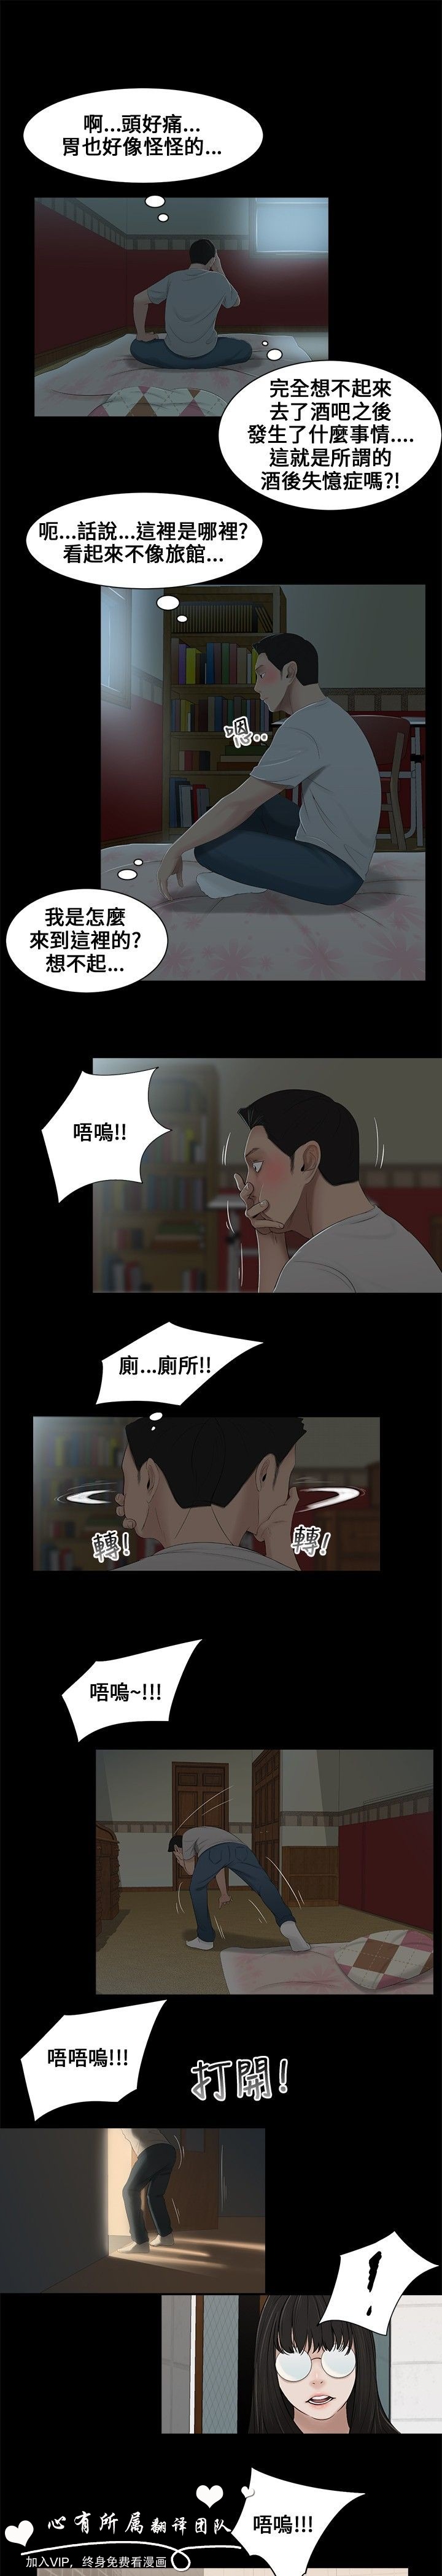 啊...頭好痛...
胃也好像怪怪的...
完全想不起來
去了酒吧之後
發生了什麼事情....
這就是所謂的
酒後失憶症嗎?!
呃...話說...這裡是哪裡?
看起來不像旅館...
嗯..
我是怎麼
來到這裡的?
想不起...
唔嗚!!
廁...廁所!!
轉!
轉!
唔嗚~!!!
唔唔嗚!!!
打開!
!
唔嗚!!!
心有所属翻译团队
加入VIP，终身免费看漫画